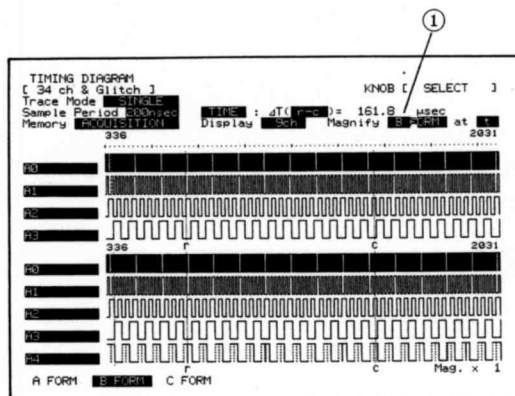 ①
TIMING DIAGRAM
[ 34 ch & Glitch ] KNOB [ SELECT ]
Trace Mode SINGLE
Sample Period 200nsec TIME : ΔT( r-c )= 161.8 μsec
Memory ACQUISITION Display 9ch Magnify B FORM at t
336 2031
A0
A1
A2
A3
336 r c 2031
A0
A1
A2
A3
A4
r c Mag. x 1
A FORM B FORM C FORM